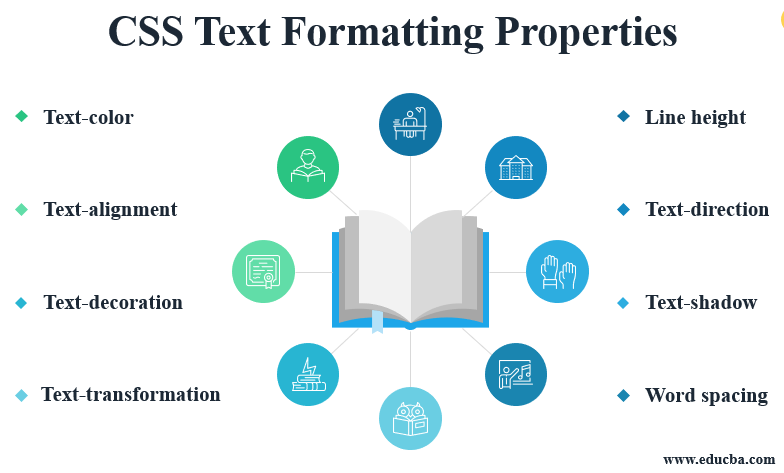 CSS Text Formatting Properties
Text-color
Text-alignment
Text-decoration
Text-transformation
Line height
Text-direction
Text-shadow
Word spacing
www.educba.com